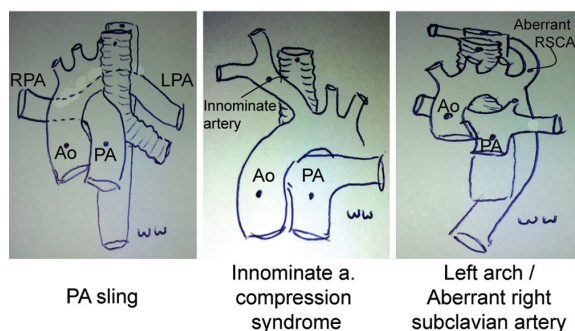 RPA
LPA
Ao
PA
ww
PA sling
Innominate
artery
Ao
PA
ww
Innominate a.
compression
syndrome
Aberrant
RSCA
Ao
PA
ww
Left arch /
Aberrant right
subclavian artery